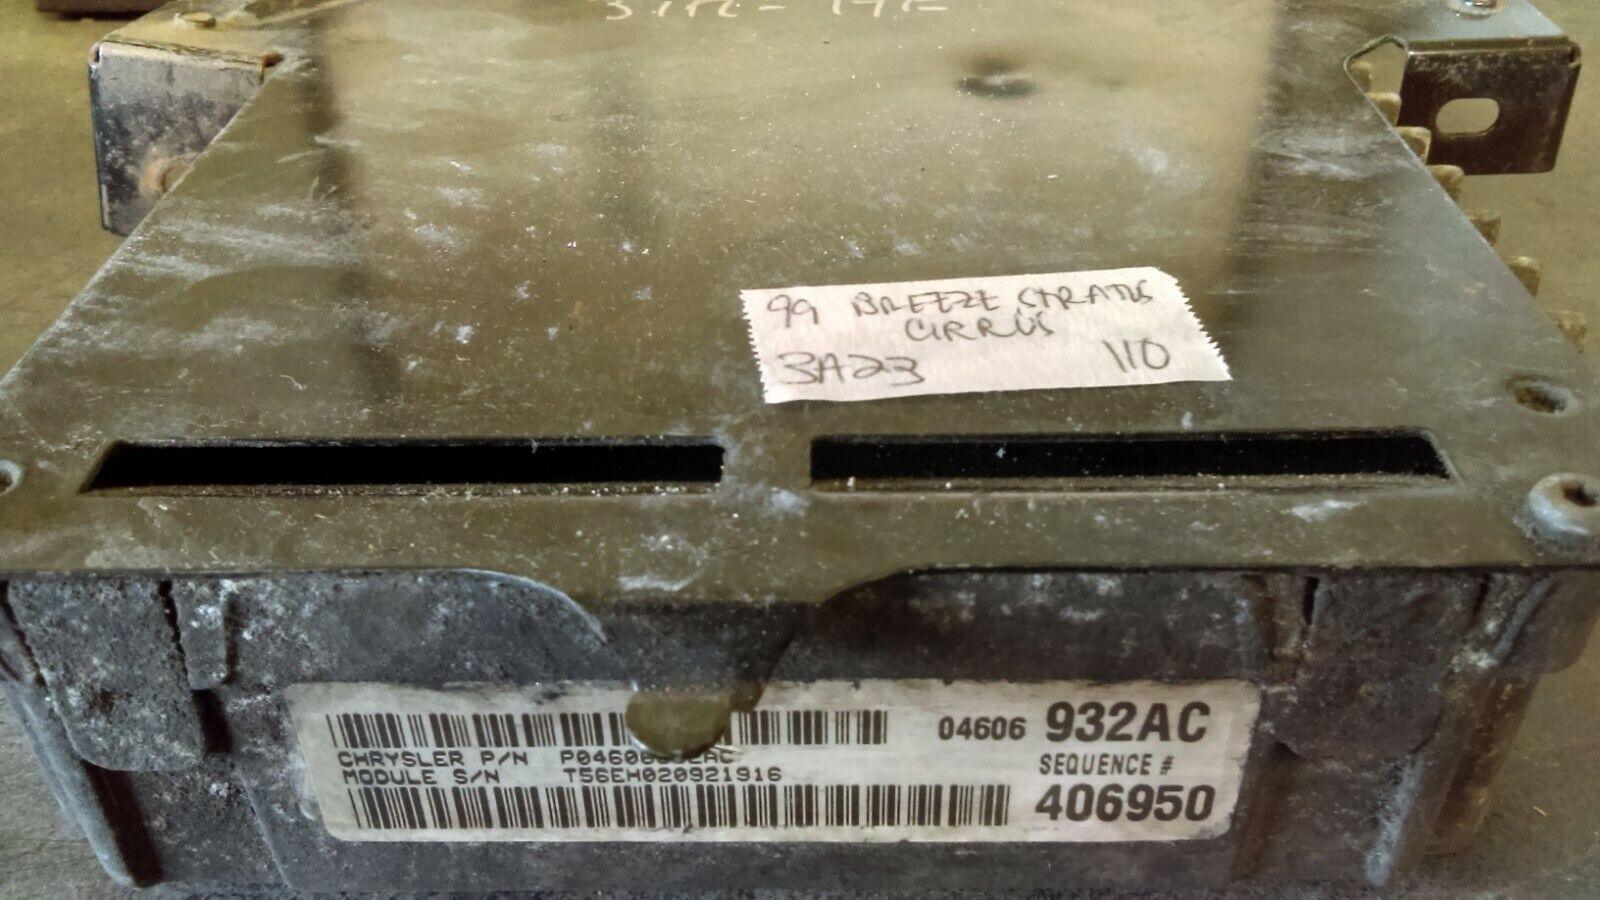 99 BREEZE STRATUS
CIRRUS
3A23 110
04606 932AC
CHRYSLER P/N
MODULE S/N T56EH020921916
SEQUENCE #
406950